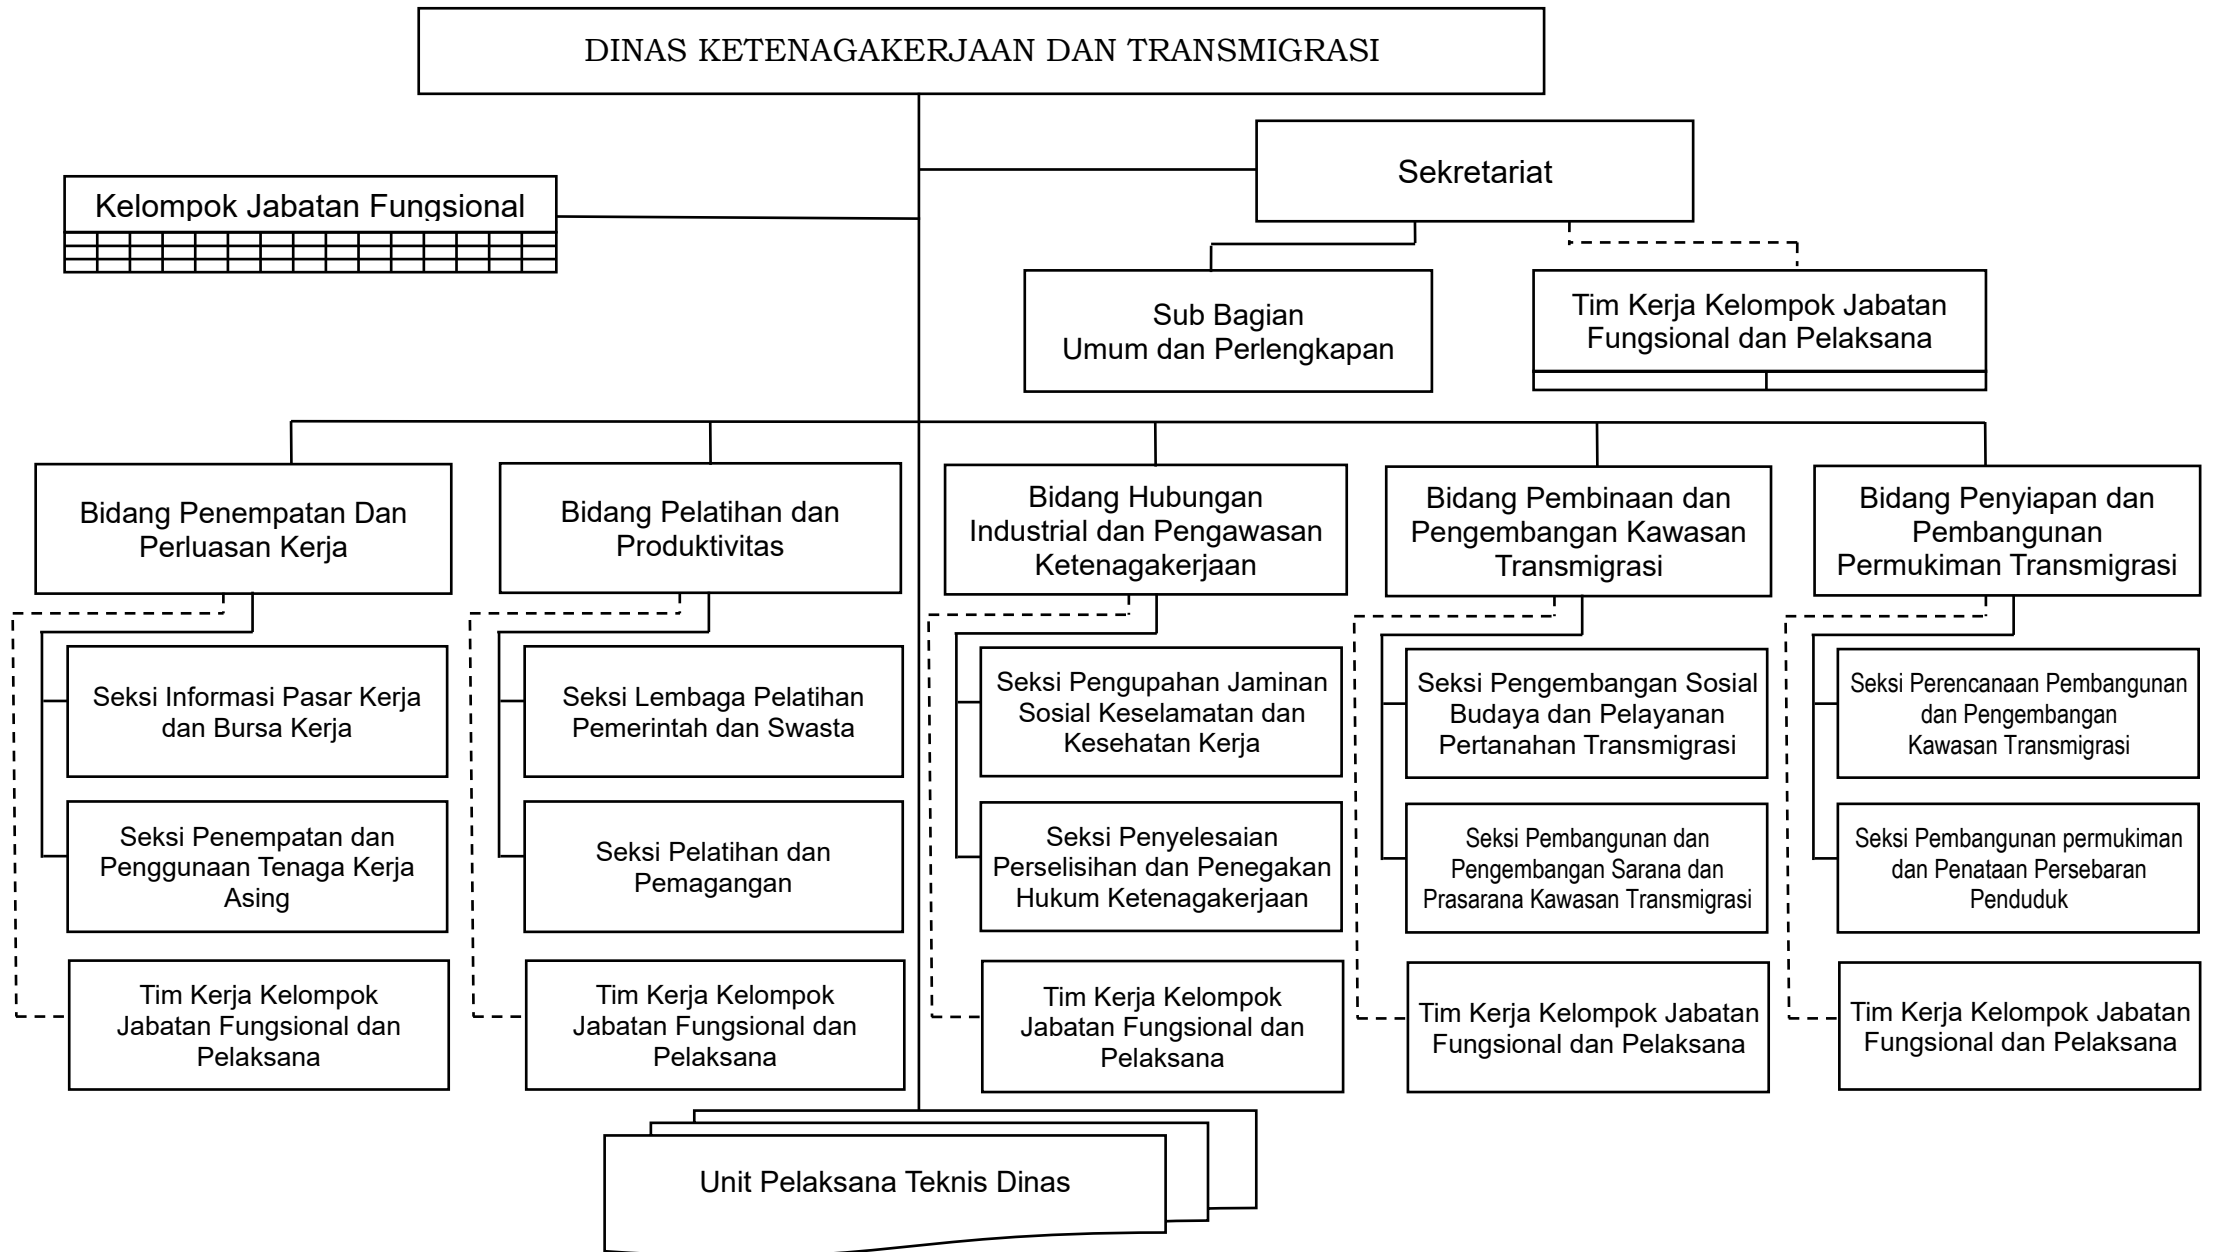 DINAS KETENAGAKERJAAN DAN TRANSMIGRASI
Sekretariat
Kelompok Jabatan Fungsional
Sub Bagian
Umum dan Perlengkapan
Tim Kerja Kelompok Jabatan
Fungsional dan Pelaksana
Bidang Penempatan Dan
Perluasan Kerja
Bidang Pelatihan dan
Produktivitas
Bidang Hubungan
Industrial dan Pengawasan
Ketenagakerjaan
Bidang Pembinaan dan
Pengembangan Kawasan
Transmigrasi
Bidang Penyiapan dan
Pembangunan
Permukiman Transmigrasi
Seksi Informasi Pasar Kerja
dan Bursa Kerja
Seksi Lembaga Pelatihan
Pemerintah dan Swasta
Seksi Pengupahan Jaminan
Sosial Keselamatan dan
Kesehatan Kerja
Seksi Pengembangan Sosial
Budaya dan Pelayanan
Pertanahan Transmigrasi
Seksi Perencanaan Pembangunan
dan Pengembangan
Kawasan Transmigrasi
Seksi Penempatan dan
Penggunaan Tenaga Kerja
Asing
Seksi Pelatihan dan
Pemagangan
Seksi Penyelesaian
Perselisihan dan Penegakan
Hukum Ketenagakerjaan
Seksi Pembangunan dan
Pengembangan Sarana dan
Prasarana Kawasan Transmigrasi
Seksi Pembangunan permukiman
dan Penataan Persebaran
Penduduk
Tim Kerja Kelompok
Jabatan Fungsional dan
Pelaksana
Tim Kerja Kelompok
Jabatan Fungsional dan
Pelaksana
Tim Kerja Kelompok
Jabatan Fungsional dan
Pelaksana
Tim Kerja Kelompok Jabatan
Fungsional dan Pelaksana
Tim Kerja Kelompok Jabatan
Fungsional dan Pelaksana
Unit Pelaksana Teknis Dinas